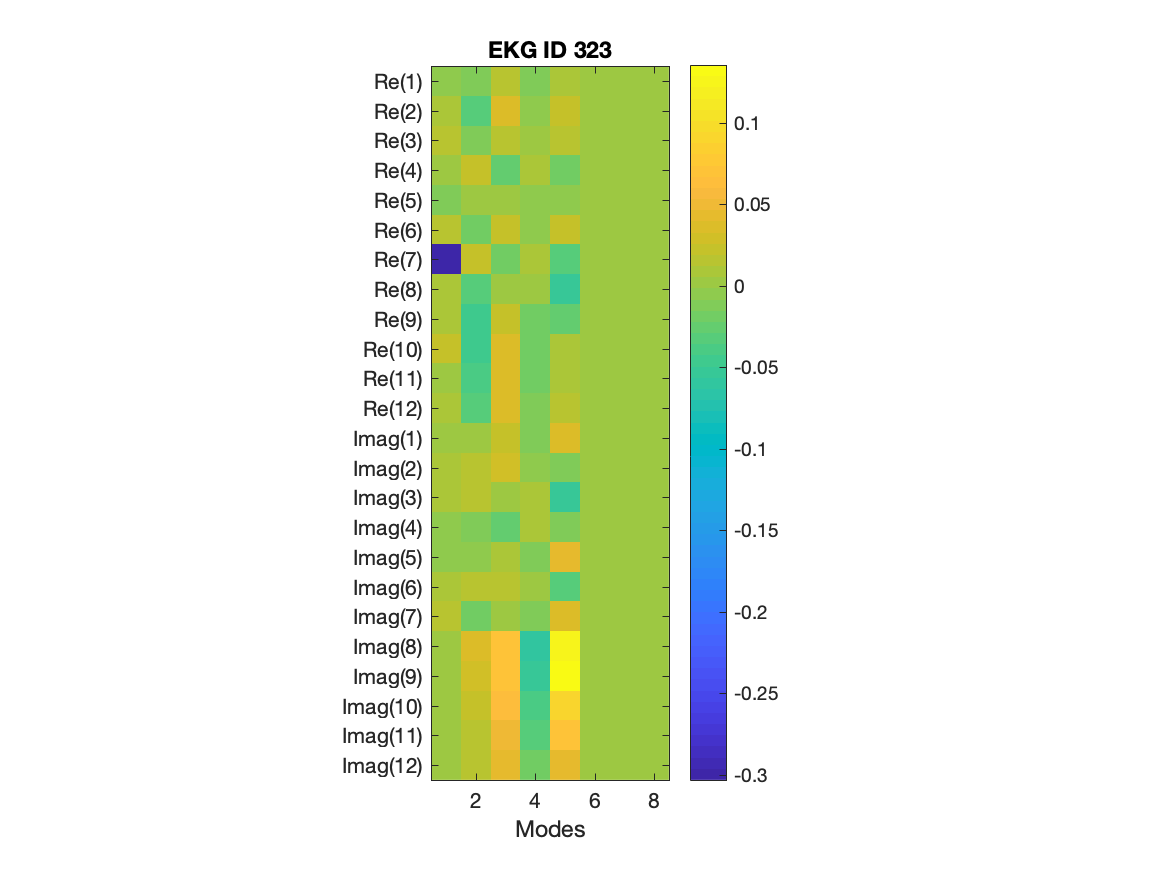 EKG ID 323
Re(1)
Re(2)
Re(3)
Re(4)
Re(5)
Re(6)
Re(7)
Re(8)
Re(9)
Re(10)
Re(11)
Re(12)
Imag(1)
Imag(2)
Imag(3)
Imag(4)
Imag(5)
Imag(6)
Imag(7)
Imag(8)
Imag(9)
Imag(10)
Imag(11)
Imag(12)
2 4 6 8
Modes
0.1
0.05
0
-0.05
-0.1
-0.15
-0.2
-0.25
-0.3